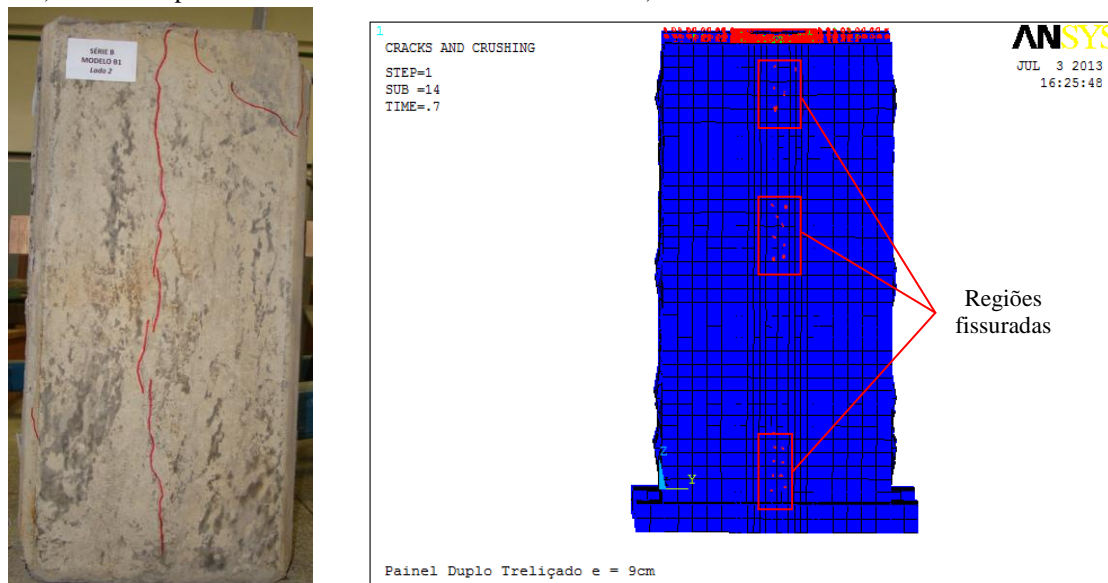 SÉRIE B
MODELO B1
Lado 2
1
CRACKS AND CRUSHING
STEP=1
SUB =14
TIME=.7
ANSYS
JUL 3 2013
16:25:48
Regiões
fissuradas
Z
Y
Painel Duplo Treliçado e = 9cm